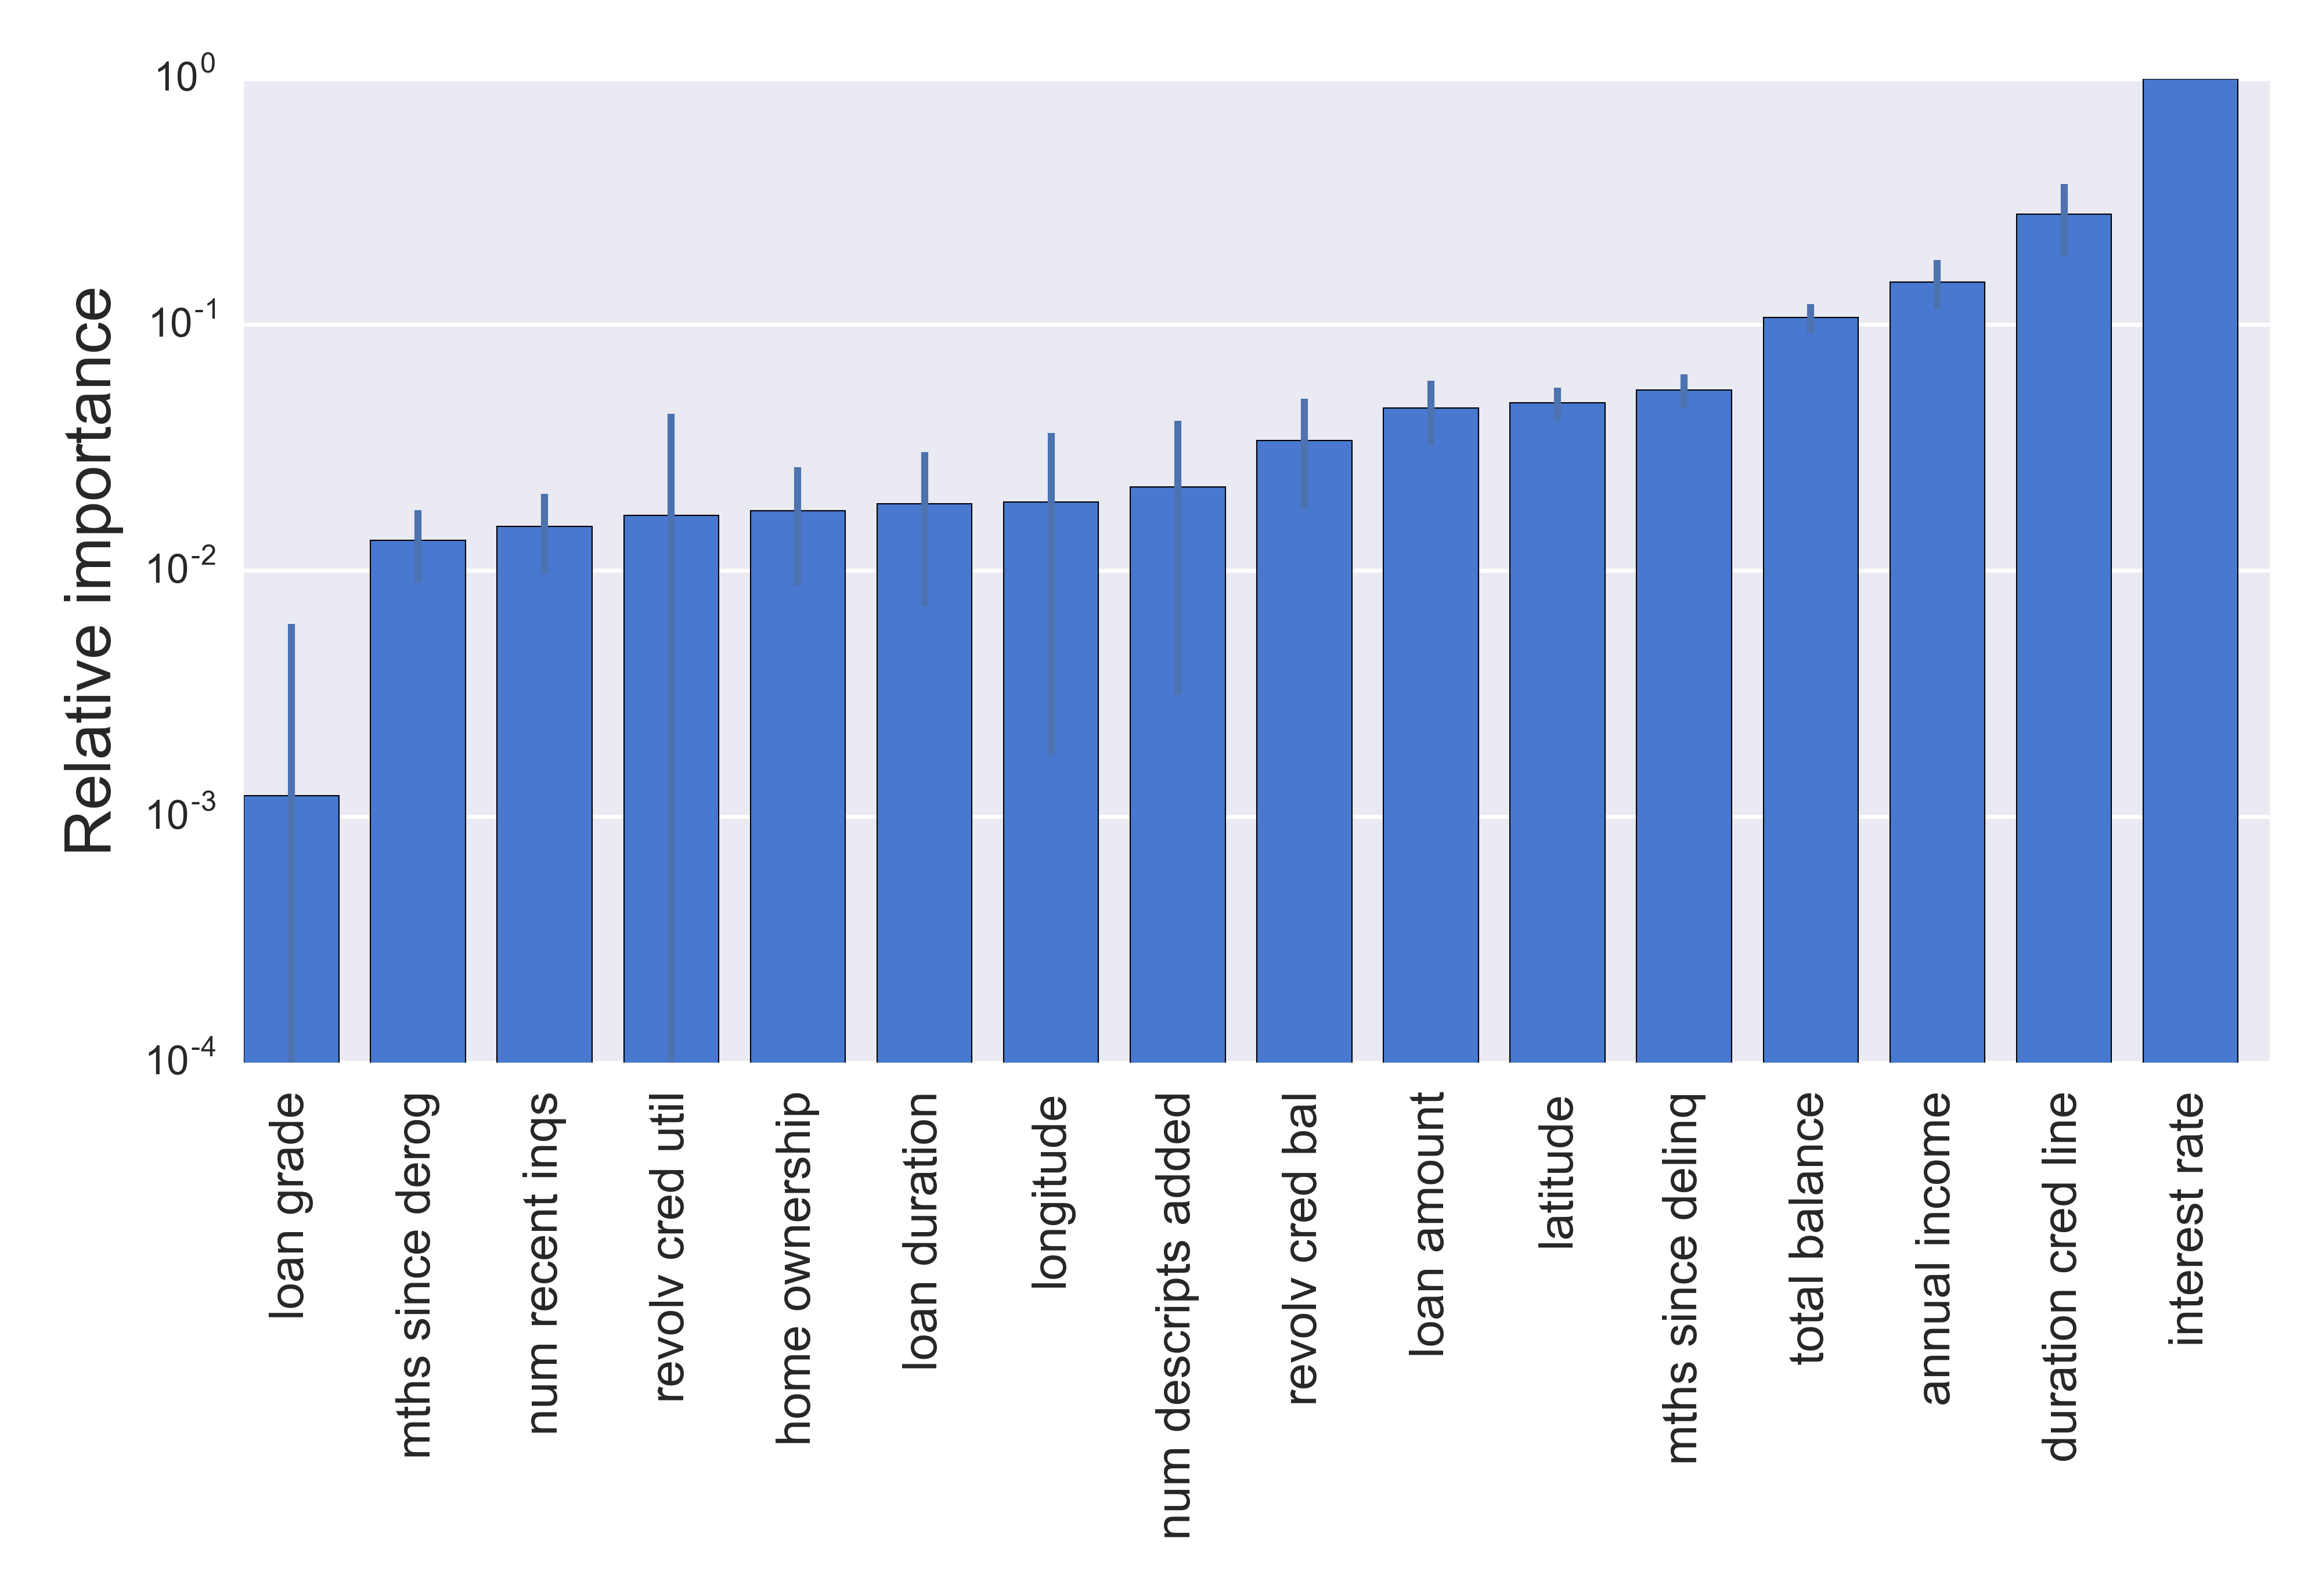 Relative importance
10^0
10^-1
10^-2
10^-3
10^-4
loan grade
mths since derog
num recent inqs
revolv cred util
home ownership
loan duration
longitude
num descripts added
revolv cred bal
loan amount
latitude
mths since delinq
total balance
annual income
duration cred line
interest rate